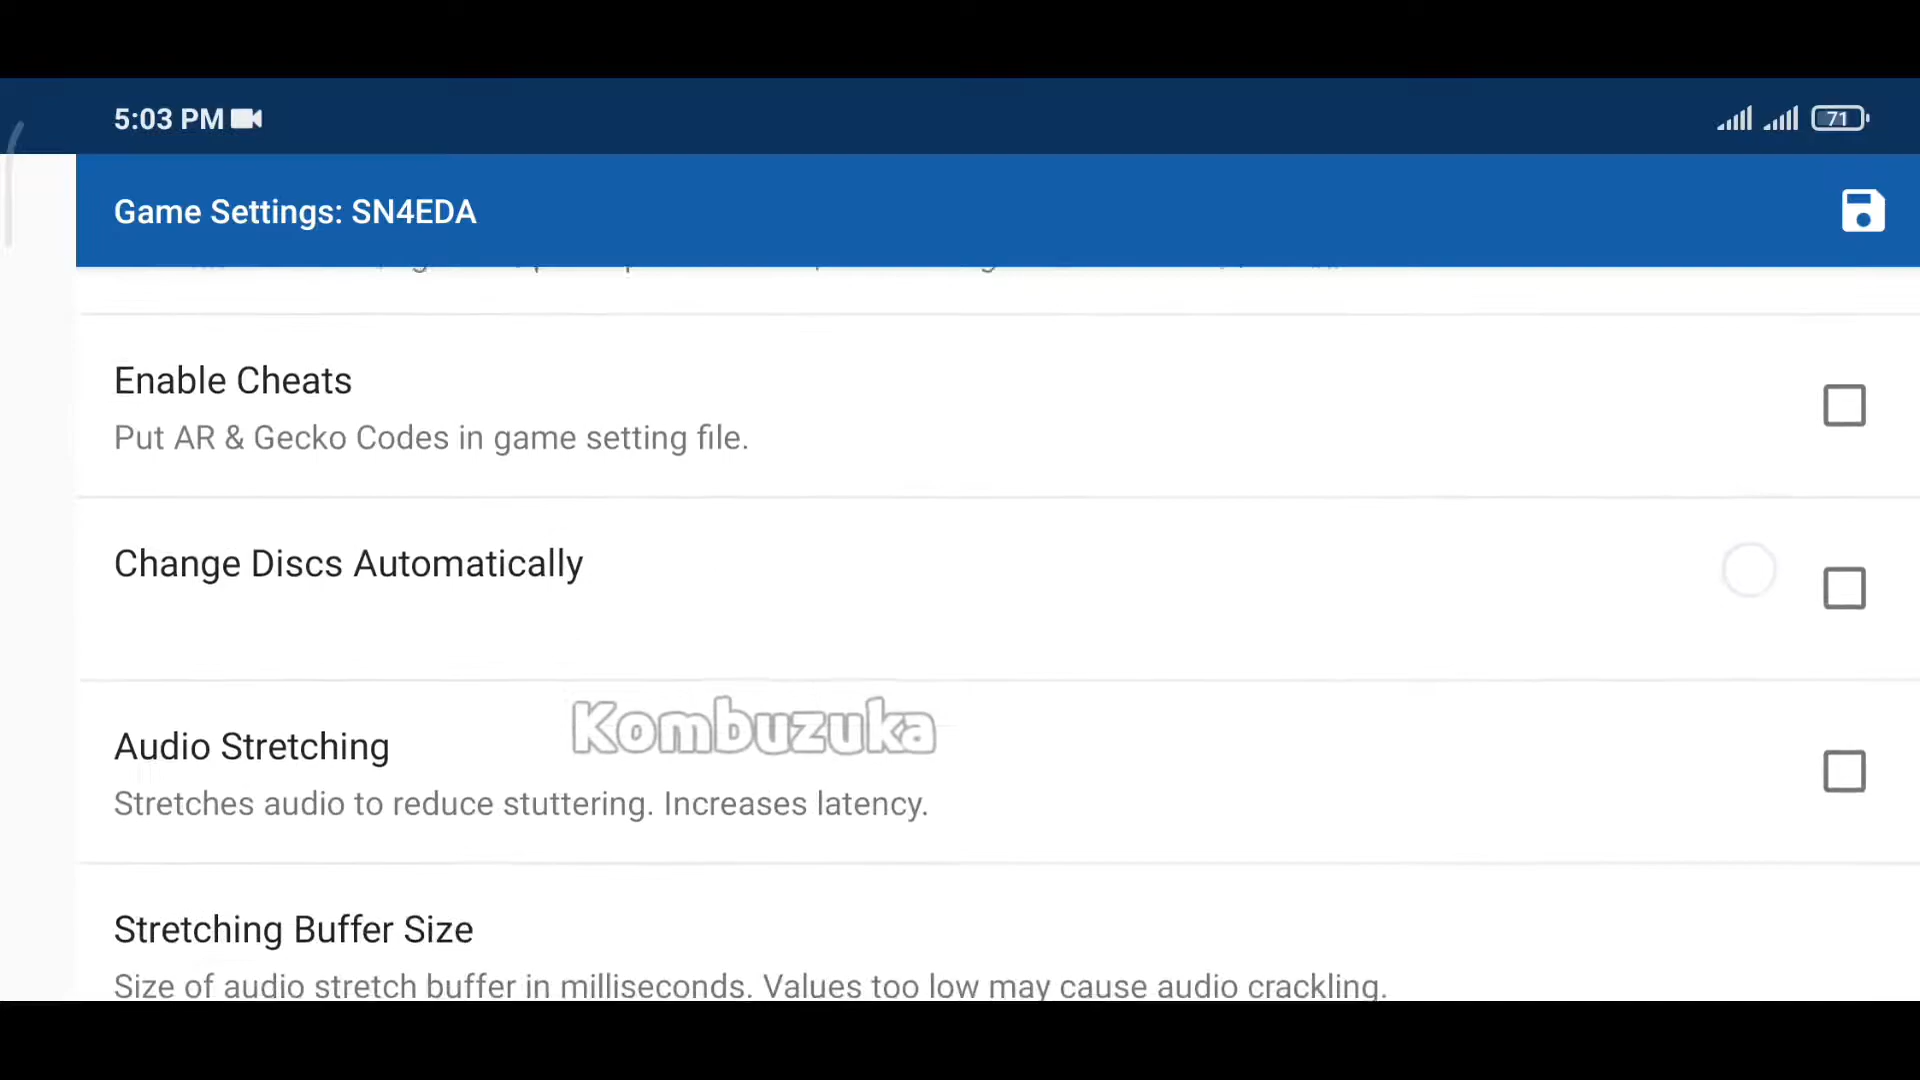 5:03 PM
71
Game Settings: SN4EDA
Enable Cheats
Put AR & Gecko Codes in game setting file.
Change Discs Automatically
Kombuzuka
Audio Stretching
Stretches audio to reduce stuttering. Increases latency.
Stretching Buffer Size
Size of audio stretch buffer in milliseconds. Values too low may cause audio crackling.